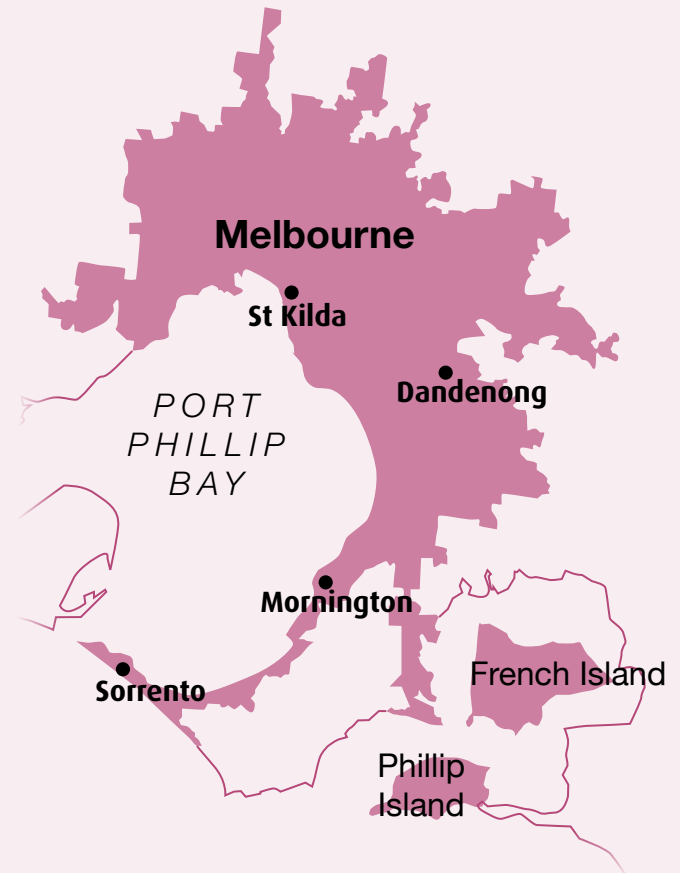 Melbourne
St Kilda
Dandenong
PORT
PHILLIP
BAY
Mornington
French Island
Sorrento
Phillip
Island